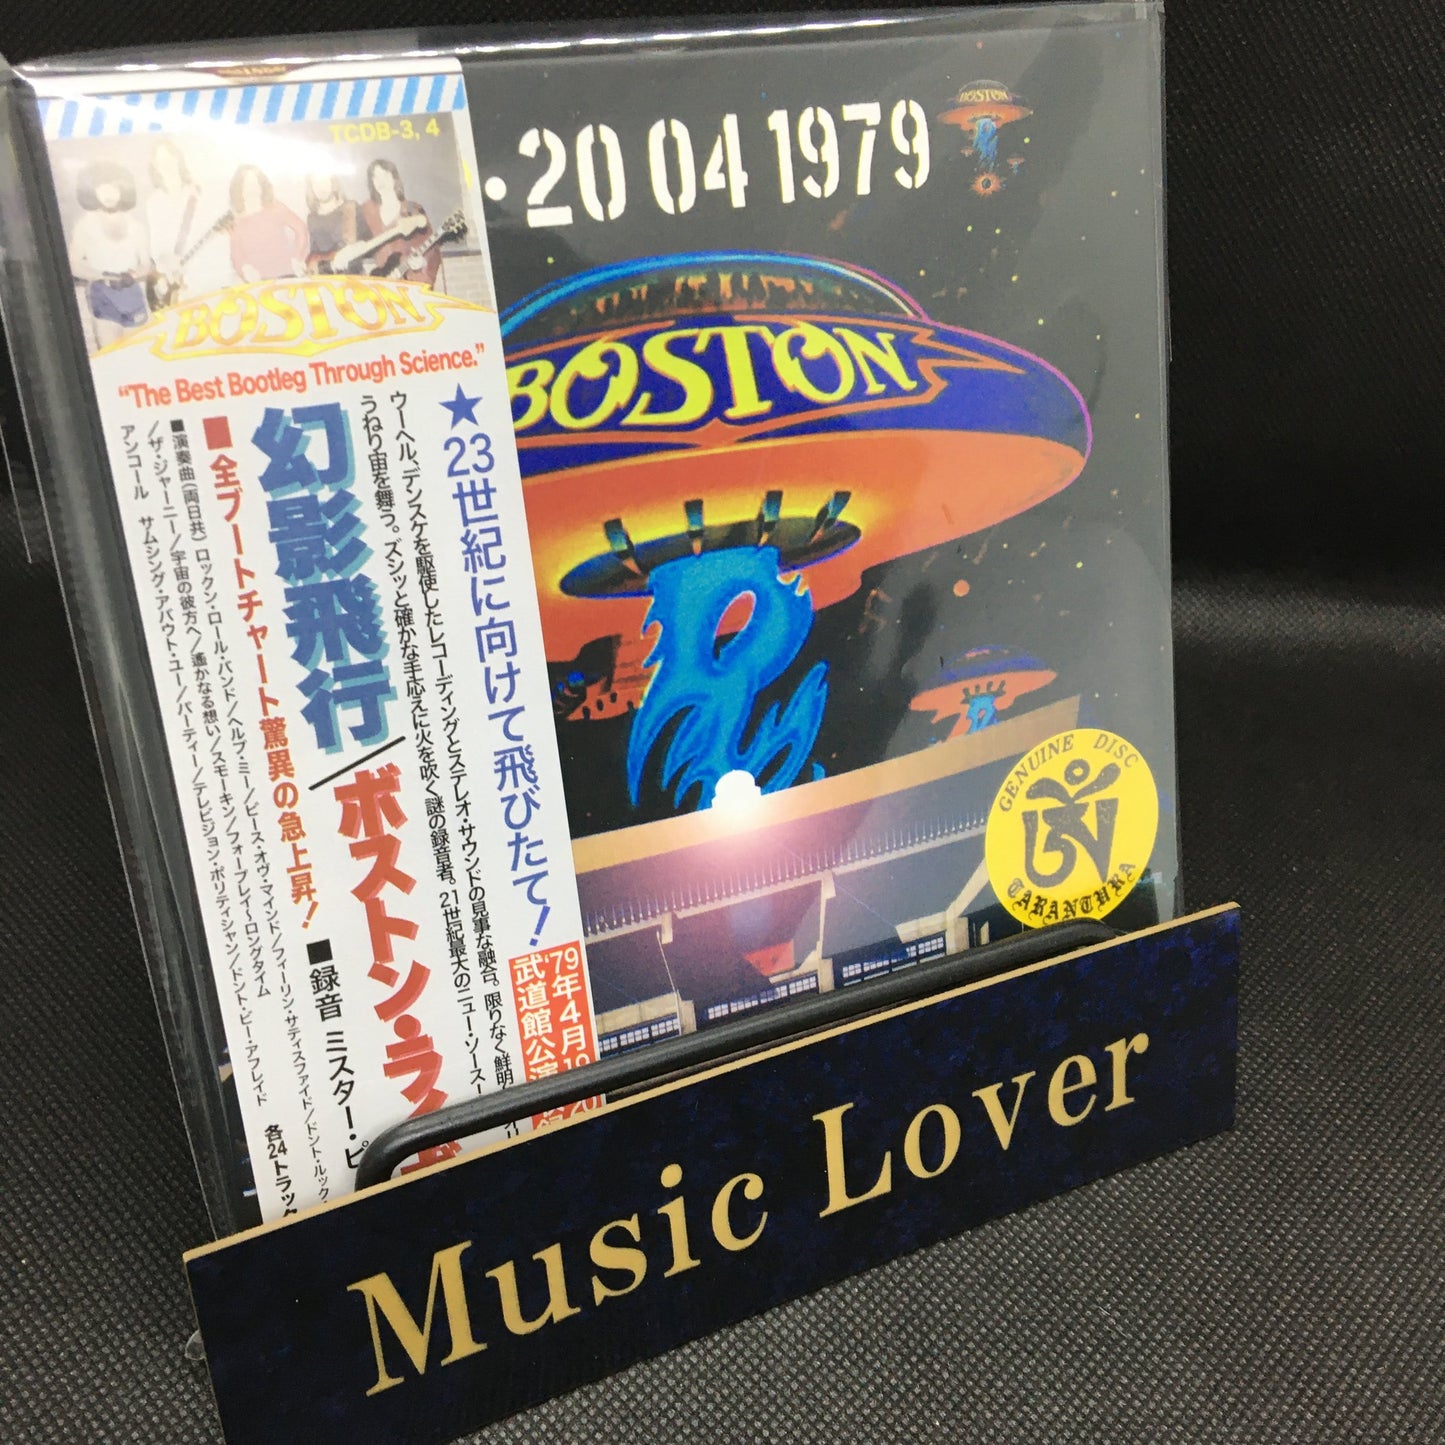 TCDB-3, 4
BOSTON
"The Best Bootleg Through Science."
★23世紀に向けて飛びたて!
ウーヘル、デンスケを駆使したレコーディングとステレオ・サウンドの見事な融合。限りなく鮮明
うねり宙を舞う。ズシッと確かな手応えに火を吹く謎の録音者。21世紀最大のニュー・ソース
幻影飛行/ボストン・ライ
■全ブートチャート驚異の急上昇!
■録音 ミスター・ピ
■演奏曲(両日共) ロックン・ロール・バンド/ヘルプ・ミー/ピース・オヴ・マインド/フィーリン・サティスファイド/ドント・ルック・
/ザ・ジャーニー/宇宙の彼方へ/遙かなる想い/スモーキン/フォープレイ~ロングタイム
アンコール サムシング・アバウト・ユー/パーティー/テレビジョン・ポリティシャン/ドント・ビー・アフレイド
各24トラック
'79年4月19
20
武道館公演
・20 04 1979
BOSTON
BOSTON
GENUINE DISC
TARANTURA
Music Lover